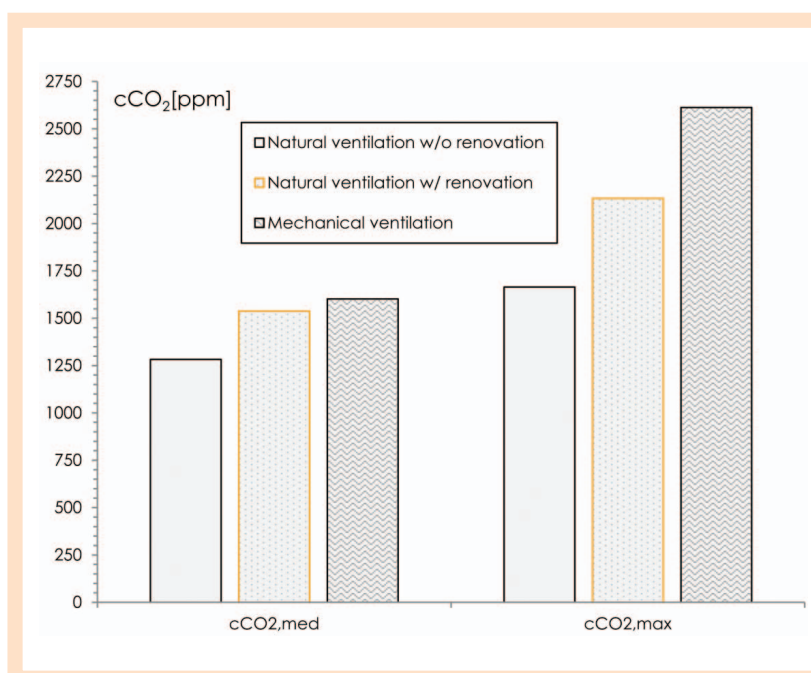 2750
cCO₂[ppm]
2500
Natural ventilation w/o renovation
2250
Natural ventilation w/ renovation
2000
Mechanical ventilation
1750
1500
1250
1000
750
500
250
0
cCO2,med
cCO2,max